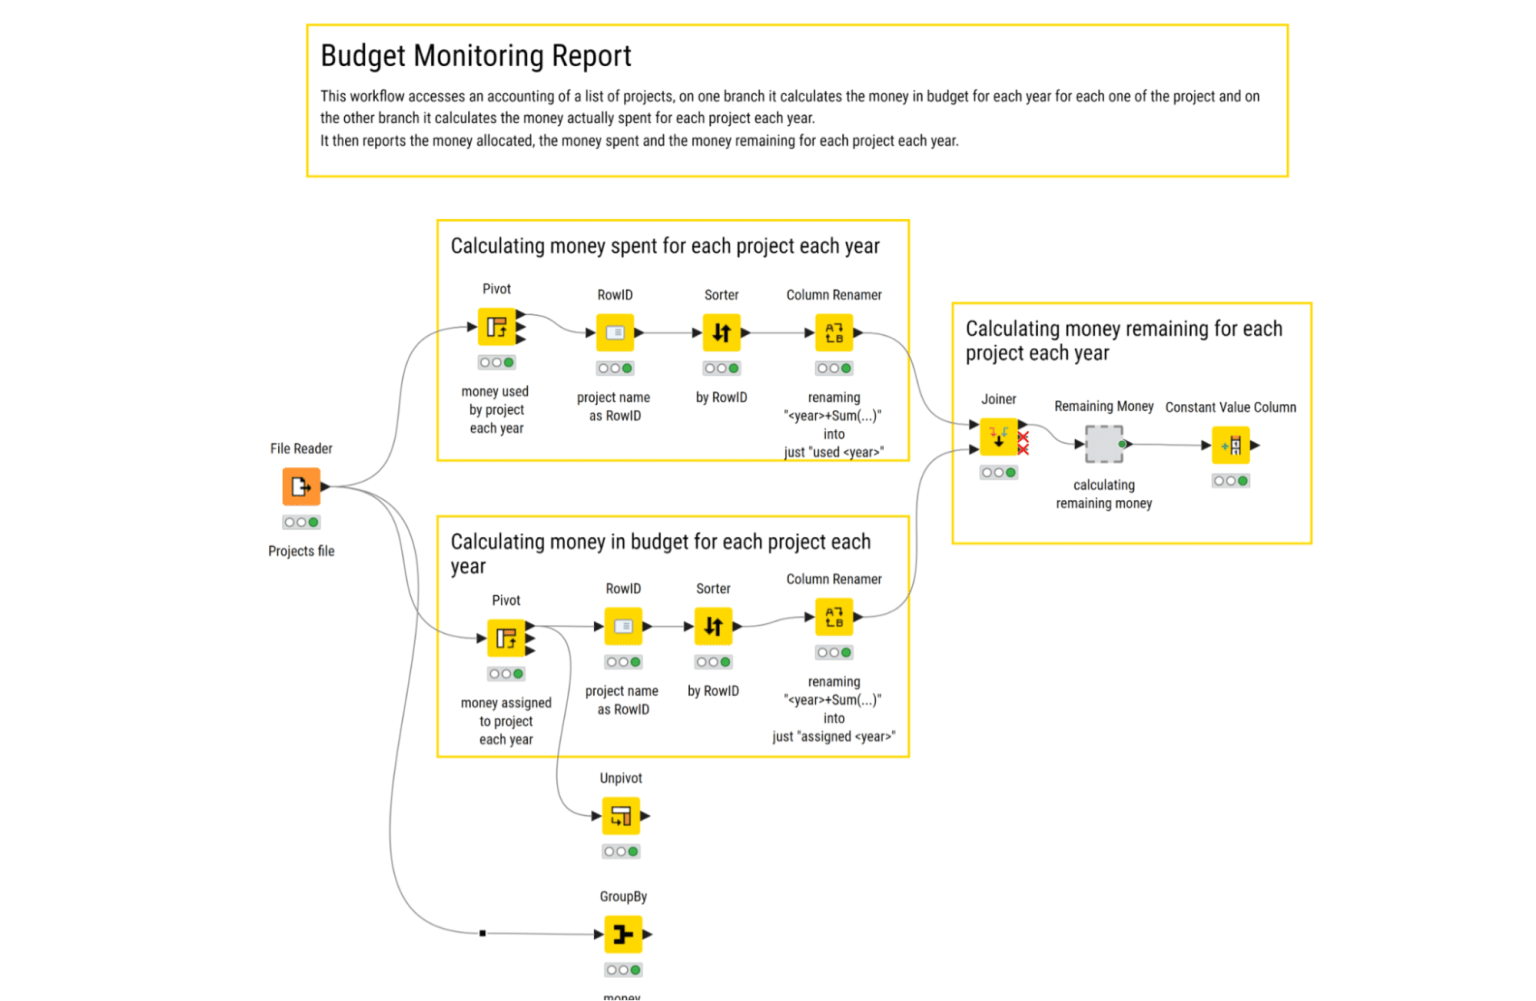 Budget Monitoring Report
This workflow accesses an accounting of a list of projects, on one branch it calculates the money in budget for each year for each one of the project and on
the other branch it calculates the money actually spent for each project each year.
It then reports the money allocated, the money spent and the money remaining for each project each year.
Calculating money spent for each project each year
Pivot
RowID
Sorter
Column Renamer
money used
by project
each year
project name
as RowID
by RowID
renaming
"<year>+Sum(...)"
into
just "used <year>"
Calculating money remaining for each
project each year
Joiner
Remaining Money
Constant Value Column
calculating
remaining money
File Reader
Projects file
Calculating money in budget for each project each
year
Pivot
RowID
Sorter
Column Renamer
money assigned
to project
each year
project name
as RowID
by RowID
renaming
"<year>+Sum(...)"
into
just "assigned <year>"
Unpivot
GroupBy
money